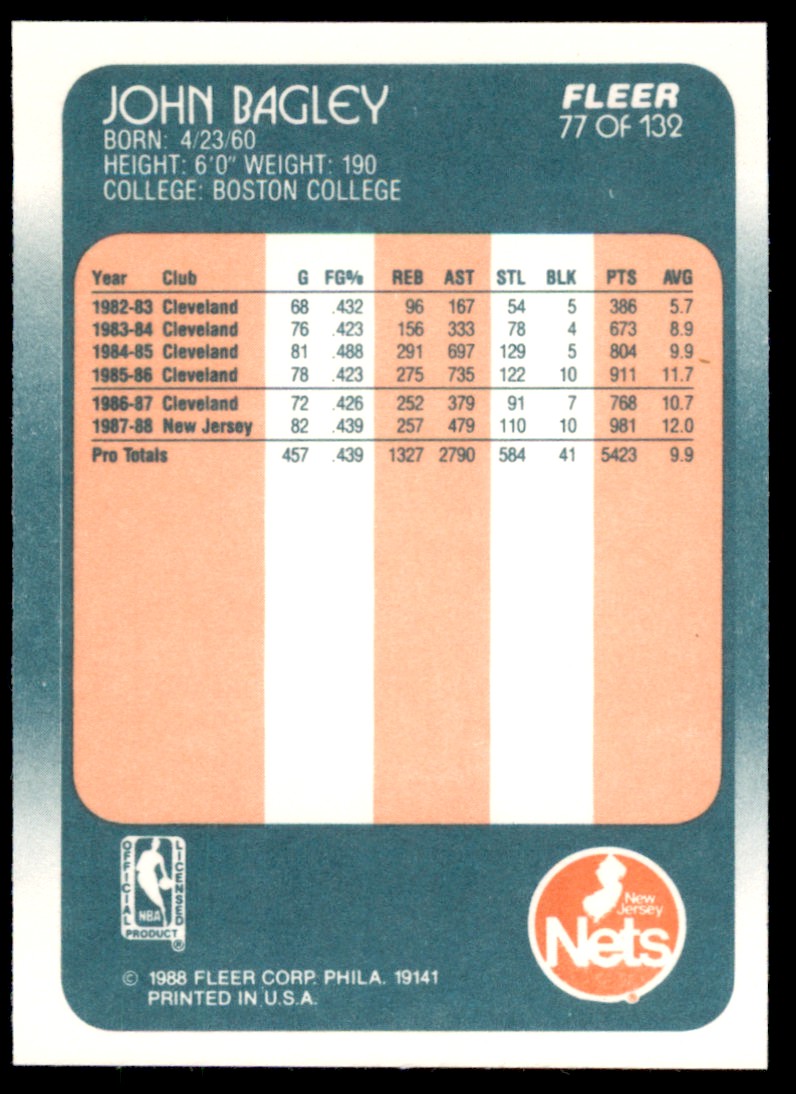 JOHN BAGLEY
FLEER
77 OF 132
BORN: 4/23/60
HEIGHT: 6'0" WEIGHT: 190
COLLEGE: BOSTON COLLEGE
Year Club G FG% REB AST STL BLK PTS AVG
1982-83 Cleveland 68 .432 96 167 54 5 386 5.7
1983-84 Cleveland 76 .423 156 333 78 4 673 8.9
1984-85 Cleveland 81 .488 291 697 129 5 804 9.9
1985-86 Cleveland 78 .423 275 735 122 10 911 11.7
1986-87 Cleveland 72 .426 252 379 91 7 768 10.7
1987-88 New Jersey 82 .439 257 479 110 10 981 12.0
Pro Totals 457 .439 1327 2790 584 41 5423 9.9
OFFICIAL
LICENSED
NBA
PRODUCT
®
New
Jersey
Nets
®
© 1988 FLEER CORP. PHILA. 19141
PRINTED IN U.S.A.